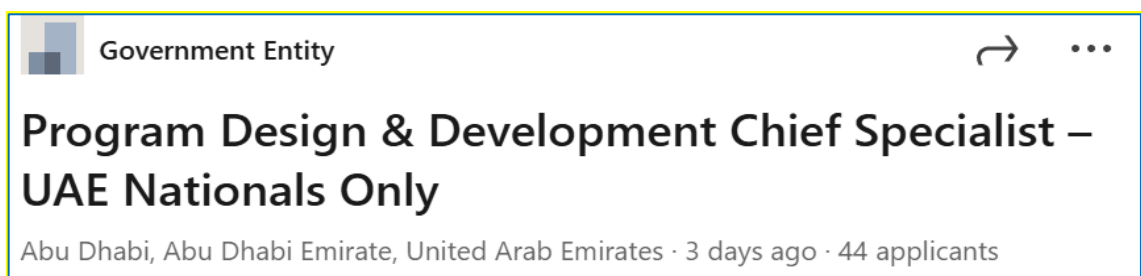 Government Entity
Program Design & Development Chief Specialist –
UAE Nationals Only
Abu Dhabi, Abu Dhabi Emirate, United Arab Emirates · 3 days ago · 44 applicants